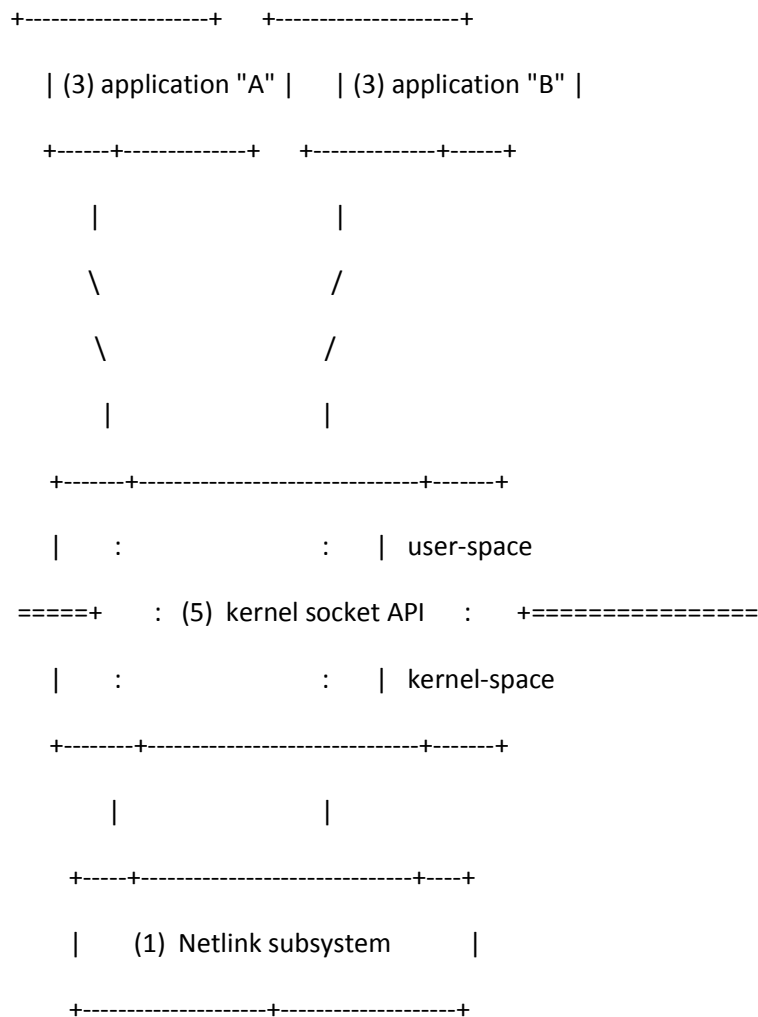 +---------------------+ +---------------------+
| (3) application "A" | | (3) application "B" |
+------+--------------+ +--------------+------+
| |
\ /
\ /
| |
+-------+--------------------------------+-------+
| : : | user-space
=====+ : (5) kernel socket API : +================
| : : | kernel-space
+--------+-------------------------------+-------+
| |
+-----+-------------------------------+----+
| (1) Netlink subsystem |
+---------------------+--------------------+